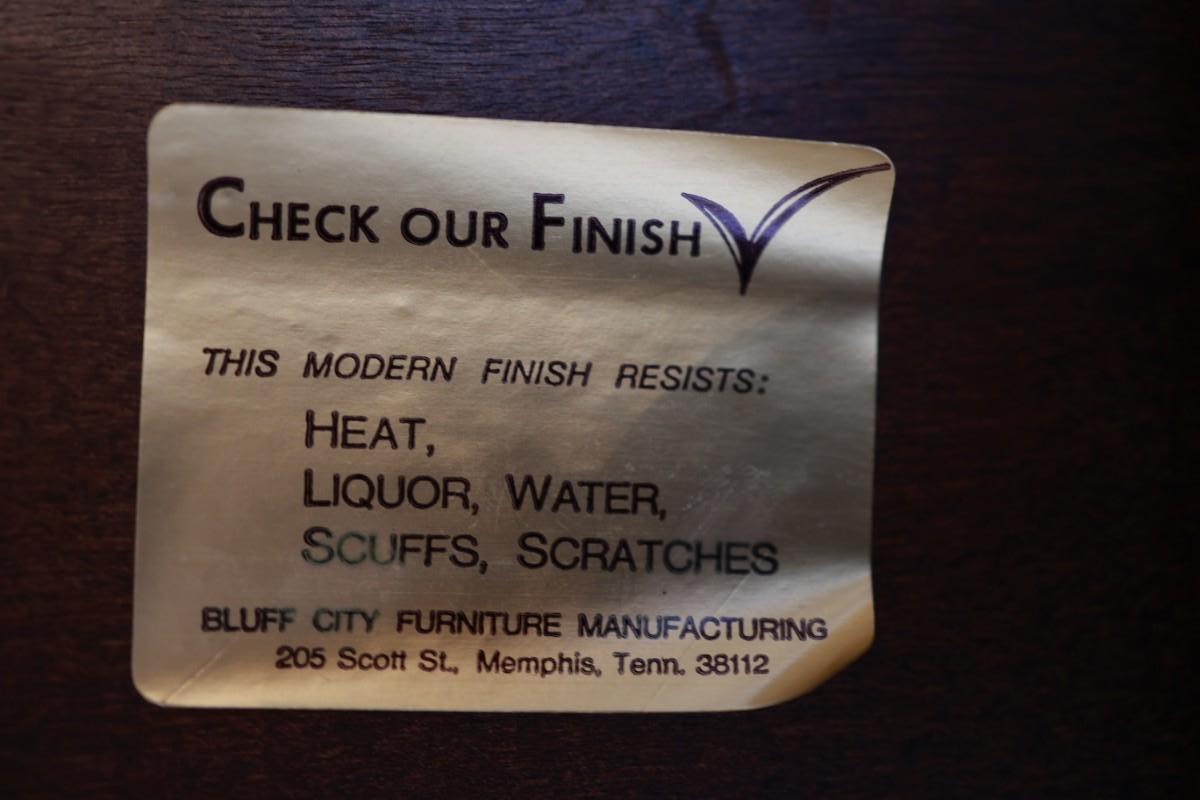 CHECK OUR FINISH
THIS MODERN FINISH RESISTS:
HEAT,
LIQUOR, WATER,
SCUFFS, SCRATCHES
BLUFF CITY FURNITURE MANUFACTURING
205 Scott St., Memphis, Tenn. 38112